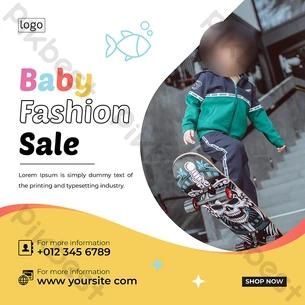 logo
Baby
Fashion
Sale
Lorem Ipsum is simply dummy text of
the printing and typesetting industry.
For more information
+012 345 6789
For more information
www yoursite.com
SHOP NOW